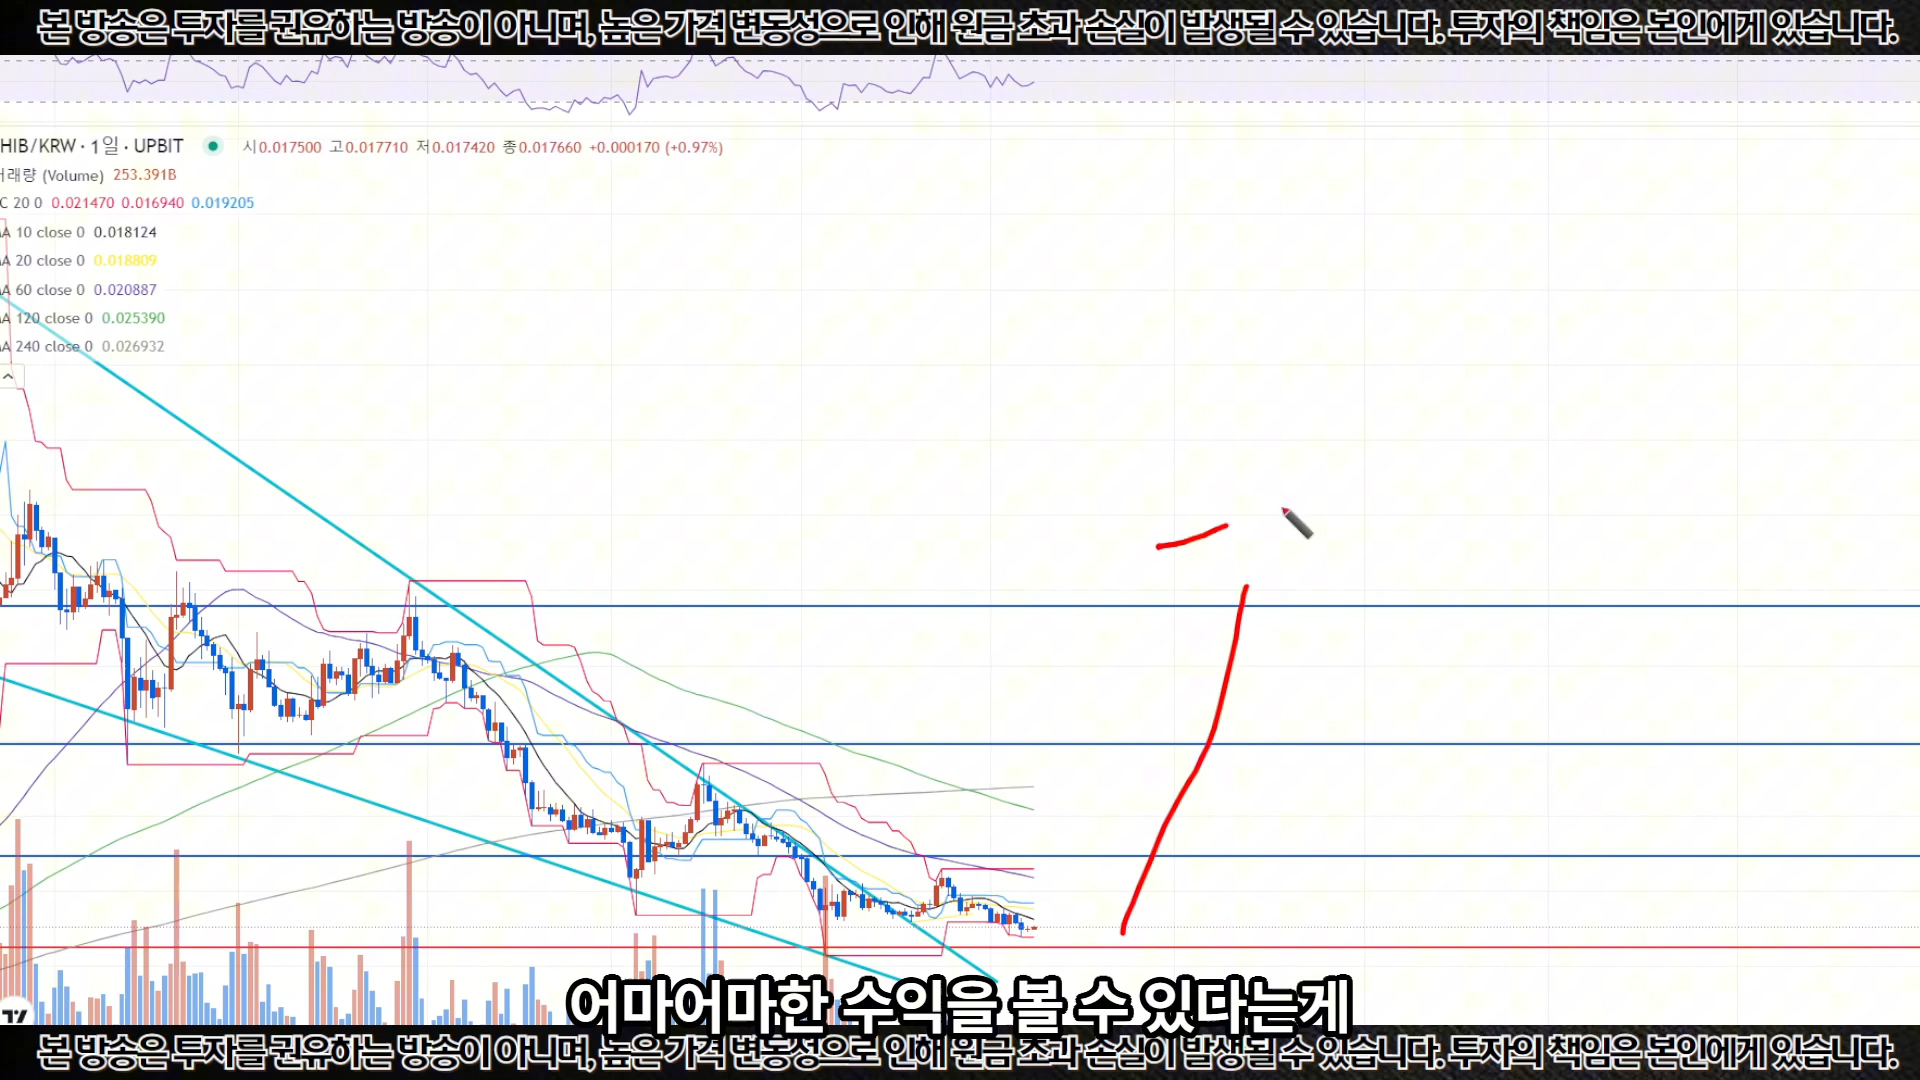 본 방송은 투자를 권유하는 방송이 아니며, 높은 가격 변동성으로 인해 원금 초과 손실이 발생될 수 있습니다. 투자의 책임은 본인에게 있습니다.
HIB/KRW · 1일 · UPBIT 시0.017500 고0.017710 저0.017420 종0.017660 +0.000170 (+0.97%)
거래량 (Volume) 253.391B
C 20 0 0.021470 0.016940 0.019205
MA 10 close 0 0.018124
MA 20 close 0 0.018809
MA 60 close 0 0.020887
MA 120 close 0 0.025390
MA 240 close 0 0.026932
어마어마한 수익을 볼 수 있다는게
본 방송은 투자를 권유하는 방송이 아니며, 높은 가격 변동성으로 인해 원금 초과 손실이 발생될 수 있습니다. 투자의 책임은 본인에게 있습니다.